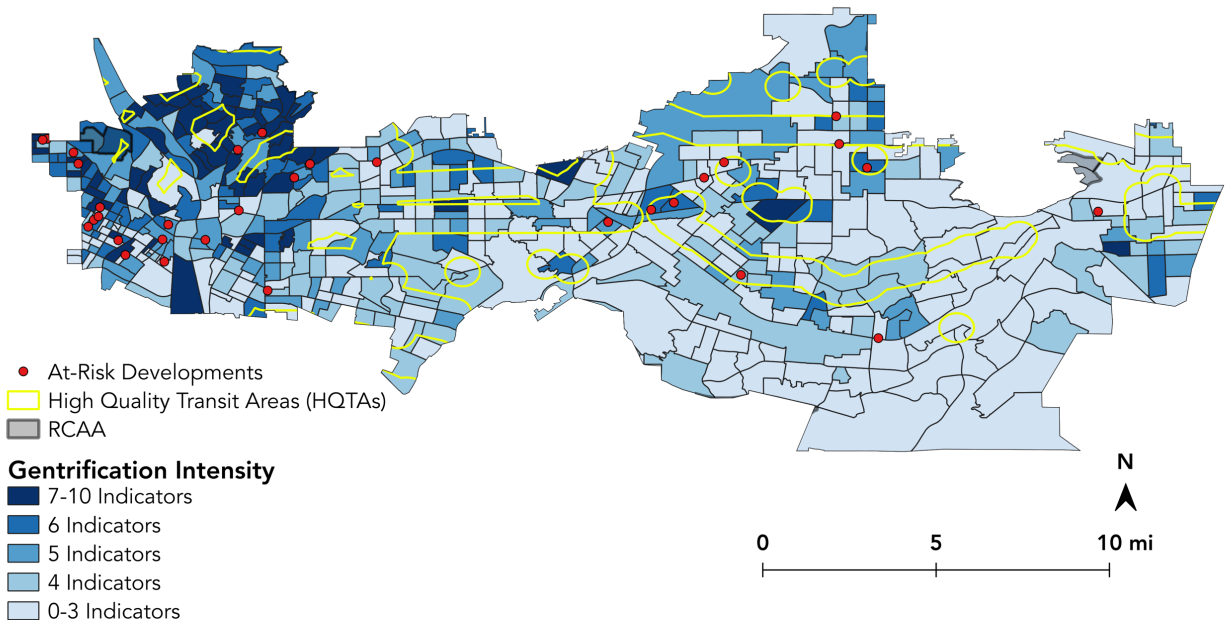 At-Risk Developments
High Quality Transit Areas (HQTAs)
RCAA
Gentrification Intensity
7-10 Indicators
6 Indicators
5 Indicators
4 Indicators
0-3 Indicators
N
0 5 10 mi